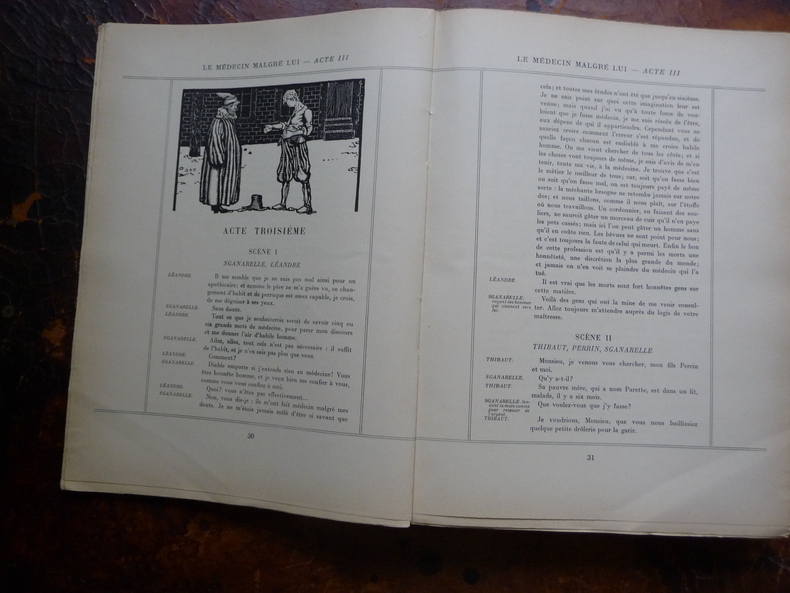 LE MÉDECIN MALGRÉ LUI — ACTE III
ACTE TROISIÈME
SCÈNE I
SGANARELLE, LÉANDRE
LÉANDRE. Il me semble que je ne suis pas mal ainsi pour un
apothicaire; et comme le père ne m'a guère vu, ce chan-
gement d'habit et de perruque est assez capable, je crois,
de me déguiser à ses yeux.
SGANARELLE. Sans doute.
LÉANDRE. Tout ce que je souhaiterois seroit de savoir cinq ou
six grands mots de médecine, pour parer mon discours
et me donner l'air d'habile homme.
SGANARELLE. Allez, allez, tout cela n'est pas nécessaire : il suffit
de l'habit, et je n'en sais pas plus que vous.
LÉANDRE. Comment?
SGANARELLE. Diable emporte si j'entends rien en médecine! Vous
êtes honnête homme, et je veux bien me confier à vous,
comme vous vous confiez à moi.
LÉANDRE. Quoi? vous n'êtes pas effectivement...
SGANARELLE. Non, vous dis-je : ils m'ont fait médecin malgré mes
dents. Je ne m'étois jamais mêlé d'être si savant que
30
LE MÉDECIN MALGRÉ LUI — ACTE III
cela; et toutes mes études n'ont été que jusqu'en sixième.
Je ne sais point sur quoi cette imagination leur est
venue; mais quand j'ai vu qu'à toute force ils vou-
loient que je fusse médecin, je me suis résolu de l'être,
aux dépens de qui il appartiendra. Cependant vous ne
sauriez croire comment l'erreur s'est répandue, et de
quelle façon chacun est endiablé à me croire habile
homme. On me vient chercher de tous les côtés; et si
les choses vont toujours de même, je suis d'avis de m'en
tenir, toute ma vie, à la médecine. Je trouve que c'est
le métier le meilleur de tous; car, soit qu'on fasse bien
ou soit qu'on fasse mal, on est toujours payé de même
sorte : la méchante besogne ne retombe jamais sur notre
dos; et nous taillons, comme il nous plaît, sur l'étoffe
où nous travaillons. Un cordonnier, en faisant des sou-
liers, ne sauroit gâter un morceau de cuir qu'il n'en paye
les pots cassés; mais ici l'on peut gâter un homme sans
qu'il en coûte rien. Les bévues ne sont point pour nous;
et c'est toujours la faute de celui qui meurt. Enfin le bon
de cette profession est qu'il y a parmi les morts une
honnêteté, une discrétion la plus grande du monde;
et jamais on n'en voit se plaindre du médecin qui l'a
tué.
LÉANDRE. Il est vrai que les morts sont fort honnêtes gens sur
cette matière.
SGANARELLE, voyant des hommes qui viennent vers lui. Voilà des gens qui ont la mine de me venir consul-
ter. Allez toujours m'attendre auprès du logis de votre
maîtresse.
SCÈNE II
THIBAUT, PERRIN, SGANARELLE
THIBAUT. Monsieu, je venons vous charcher, mon fils Perrin
et moi.
SGANARELLE. Qu'y a-t-il?
THIBAUT. Sa pauvre mère, qui a nom Parette, est dans un lit,
malade, il y a six mois.
SGANARELLE, ten-
dant la main comme
pour recevoir de
l'argent. Que voulez-vous que j'y fasse?
THIBAUT. Je voudrions, Monsieu, que vous nous baillissiez
quelque petite drôlerie pour la garir.
31